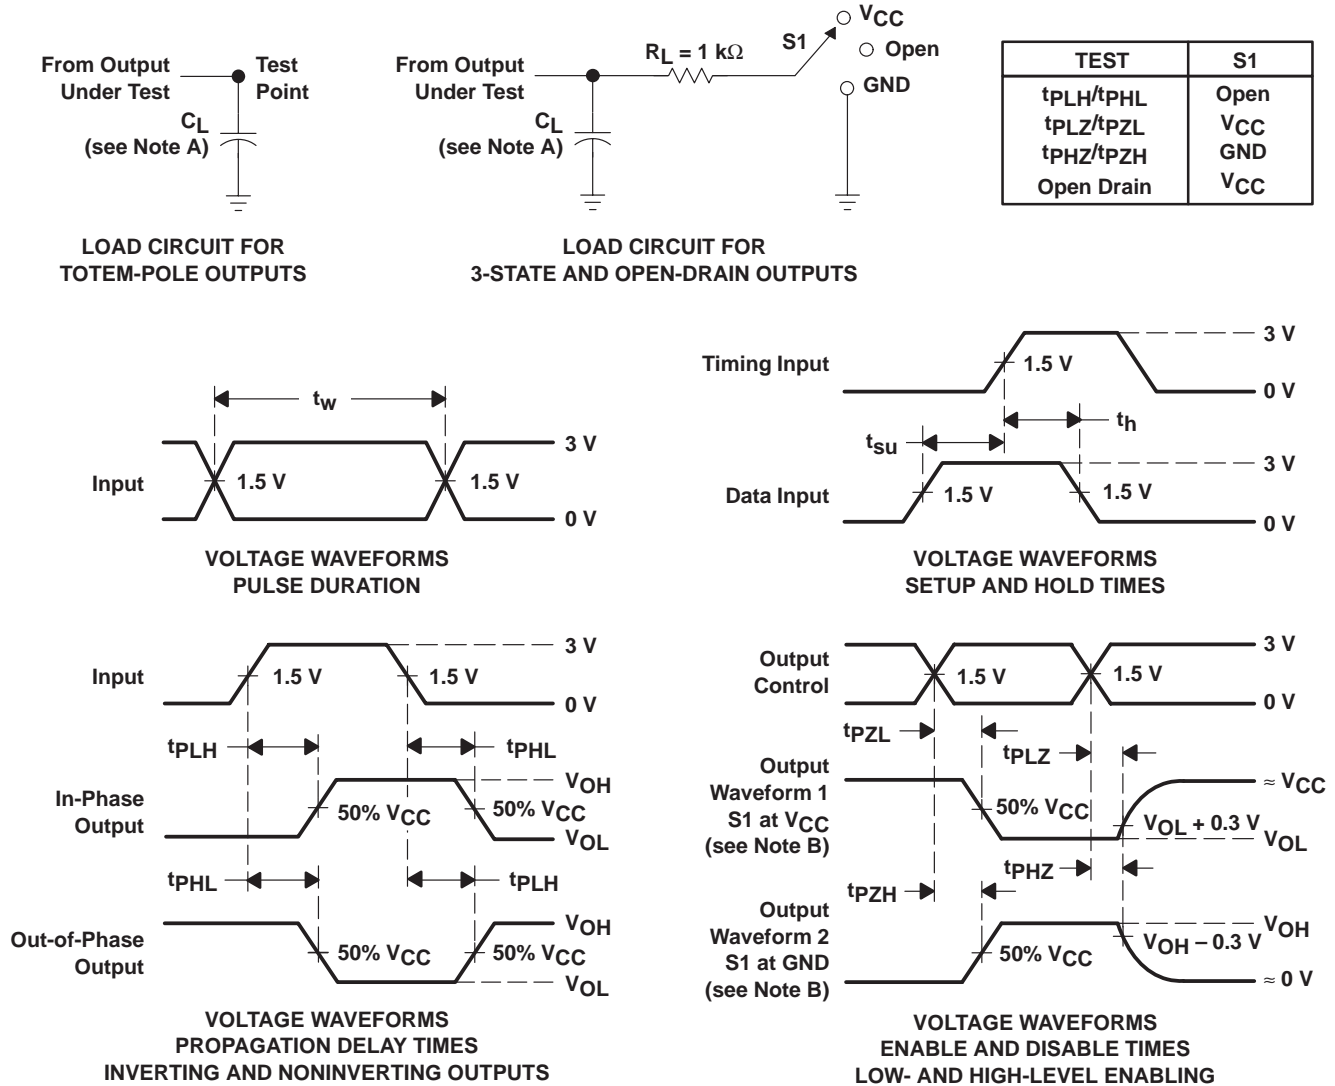 From Output
Under Test
Test
Point
CL
(see Note A)
LOAD CIRCUIT FOR
TOTEM-POLE OUTPUTS
From Output
Under Test
RL = 1 kΩ
S1
VCC
Open
GND
CL
(see Note A)
LOAD CIRCUIT FOR
3-STATE AND OPEN-DRAIN OUTPUTS
TEST S1
tPLH/tPHL Open
tPLZ/tPZL VCC
tPHZ/tPZH GND
Open Drain VCC
tw
Input
1.5 V
1.5 V
3 V
0 V
VOLTAGE WAVEFORMS
PULSE DURATION
Timing Input
1.5 V
3 V
0 V
tsu
th
Data Input
1.5 V
1.5 V
3 V
0 V
VOLTAGE WAVEFORMS
SETUP AND HOLD TIMES
Input
1.5 V
1.5 V
3 V
0 V
tPLH
tPHL
In-Phase
Output
50% VCC
50% VCC
VOH
VOL
tPHL
tPLH
Out-of-Phase
Output
50% VCC
50% VCC
VOH
VOL
VOLTAGE WAVEFORMS
PROPAGATION DELAY TIMES
INVERTING AND NONINVERTING OUTPUTS
Output
Control
1.5 V
1.5 V
3 V
0 V
tPZL
tPLZ
Output
Waveform 1
S1 at VCC
(see Note B)
50% VCC
≈ VCC
VOL + 0.3 V
VOL
tPHZ
tPZH
Output
Waveform 2
S1 at GND
(see Note B)
50% VCC
VOH
VOH – 0.3 V
≈ 0 V
VOLTAGE WAVEFORMS
ENABLE AND DISABLE TIMES
LOW- AND HIGH-LEVEL ENABLING